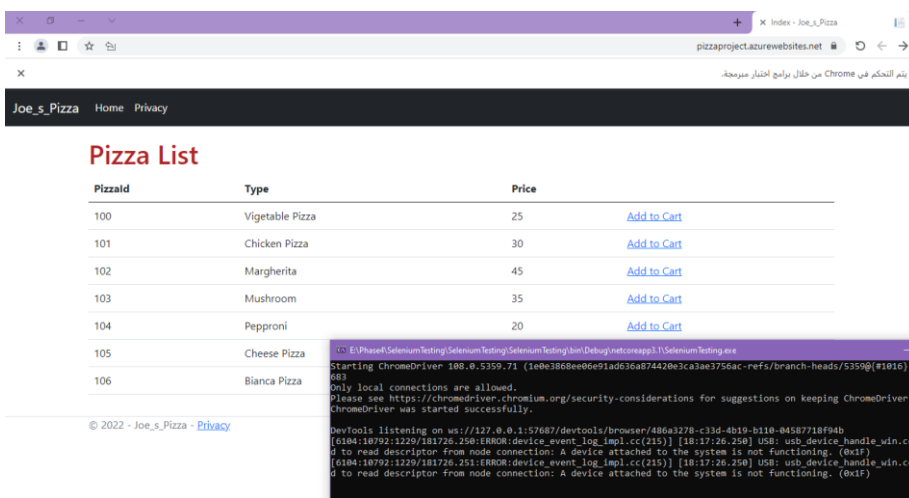 Index - Joe_s_Pizza
pizzaproject.azurewebsites.net
يتم التحكم في Chrome من خلال برامج اختبار مبرمجة.
Joe_s_Pizza Home Privacy
Pizza List
PizzaId Type Price
100 Vigetable Pizza 25 Add to Cart
101 Chicken Pizza 30 Add to Cart
102 Margherita 45 Add to Cart
103 Mushroom 35 Add to Cart
104 Pepproni 20 Add to Cart
105 Cheese Pizza
106 Bianca Pizza
© 2022 - Joe_s_Pizza - Privacy
E:\Phase4\SeleniumTesting\SeleniumTesting\SeleniumTesting\bin\Debug\netcoreapp3.1\SeleniumTesting.exe
Starting ChromeDriver 108.0.5359.71 (1e0e3868ee06e91ad636a874420e3ca3ae3756ac-refs/branch-heads/5359@{#1016})
683
Only local connections are allowed.
Please see https://chromedriver.chromium.org/security-considerations for suggestions on keeping ChromeDriver
ChromeDriver was started successfully.
DevTools listening on ws://127.0.0.1:57687/devtools/browser/486a3278-c33d-4b19-b110-04587718f94b
[6104:10792:1229/181726.250:ERROR:device_event_log_impl.cc(215)] [18:17:26.250] USB: usb_device_handle_win.c
d to read descriptor from node connection: A device attached to the system is not functioning. (0x1F)
[6104:10792:1229/181726.251:ERROR:device_event_log_impl.cc(215)] [18:17:26.250] USB: usb_device_handle_win.c
d to read descriptor from node connection: A device attached to the system is not functioning. (0x1F)